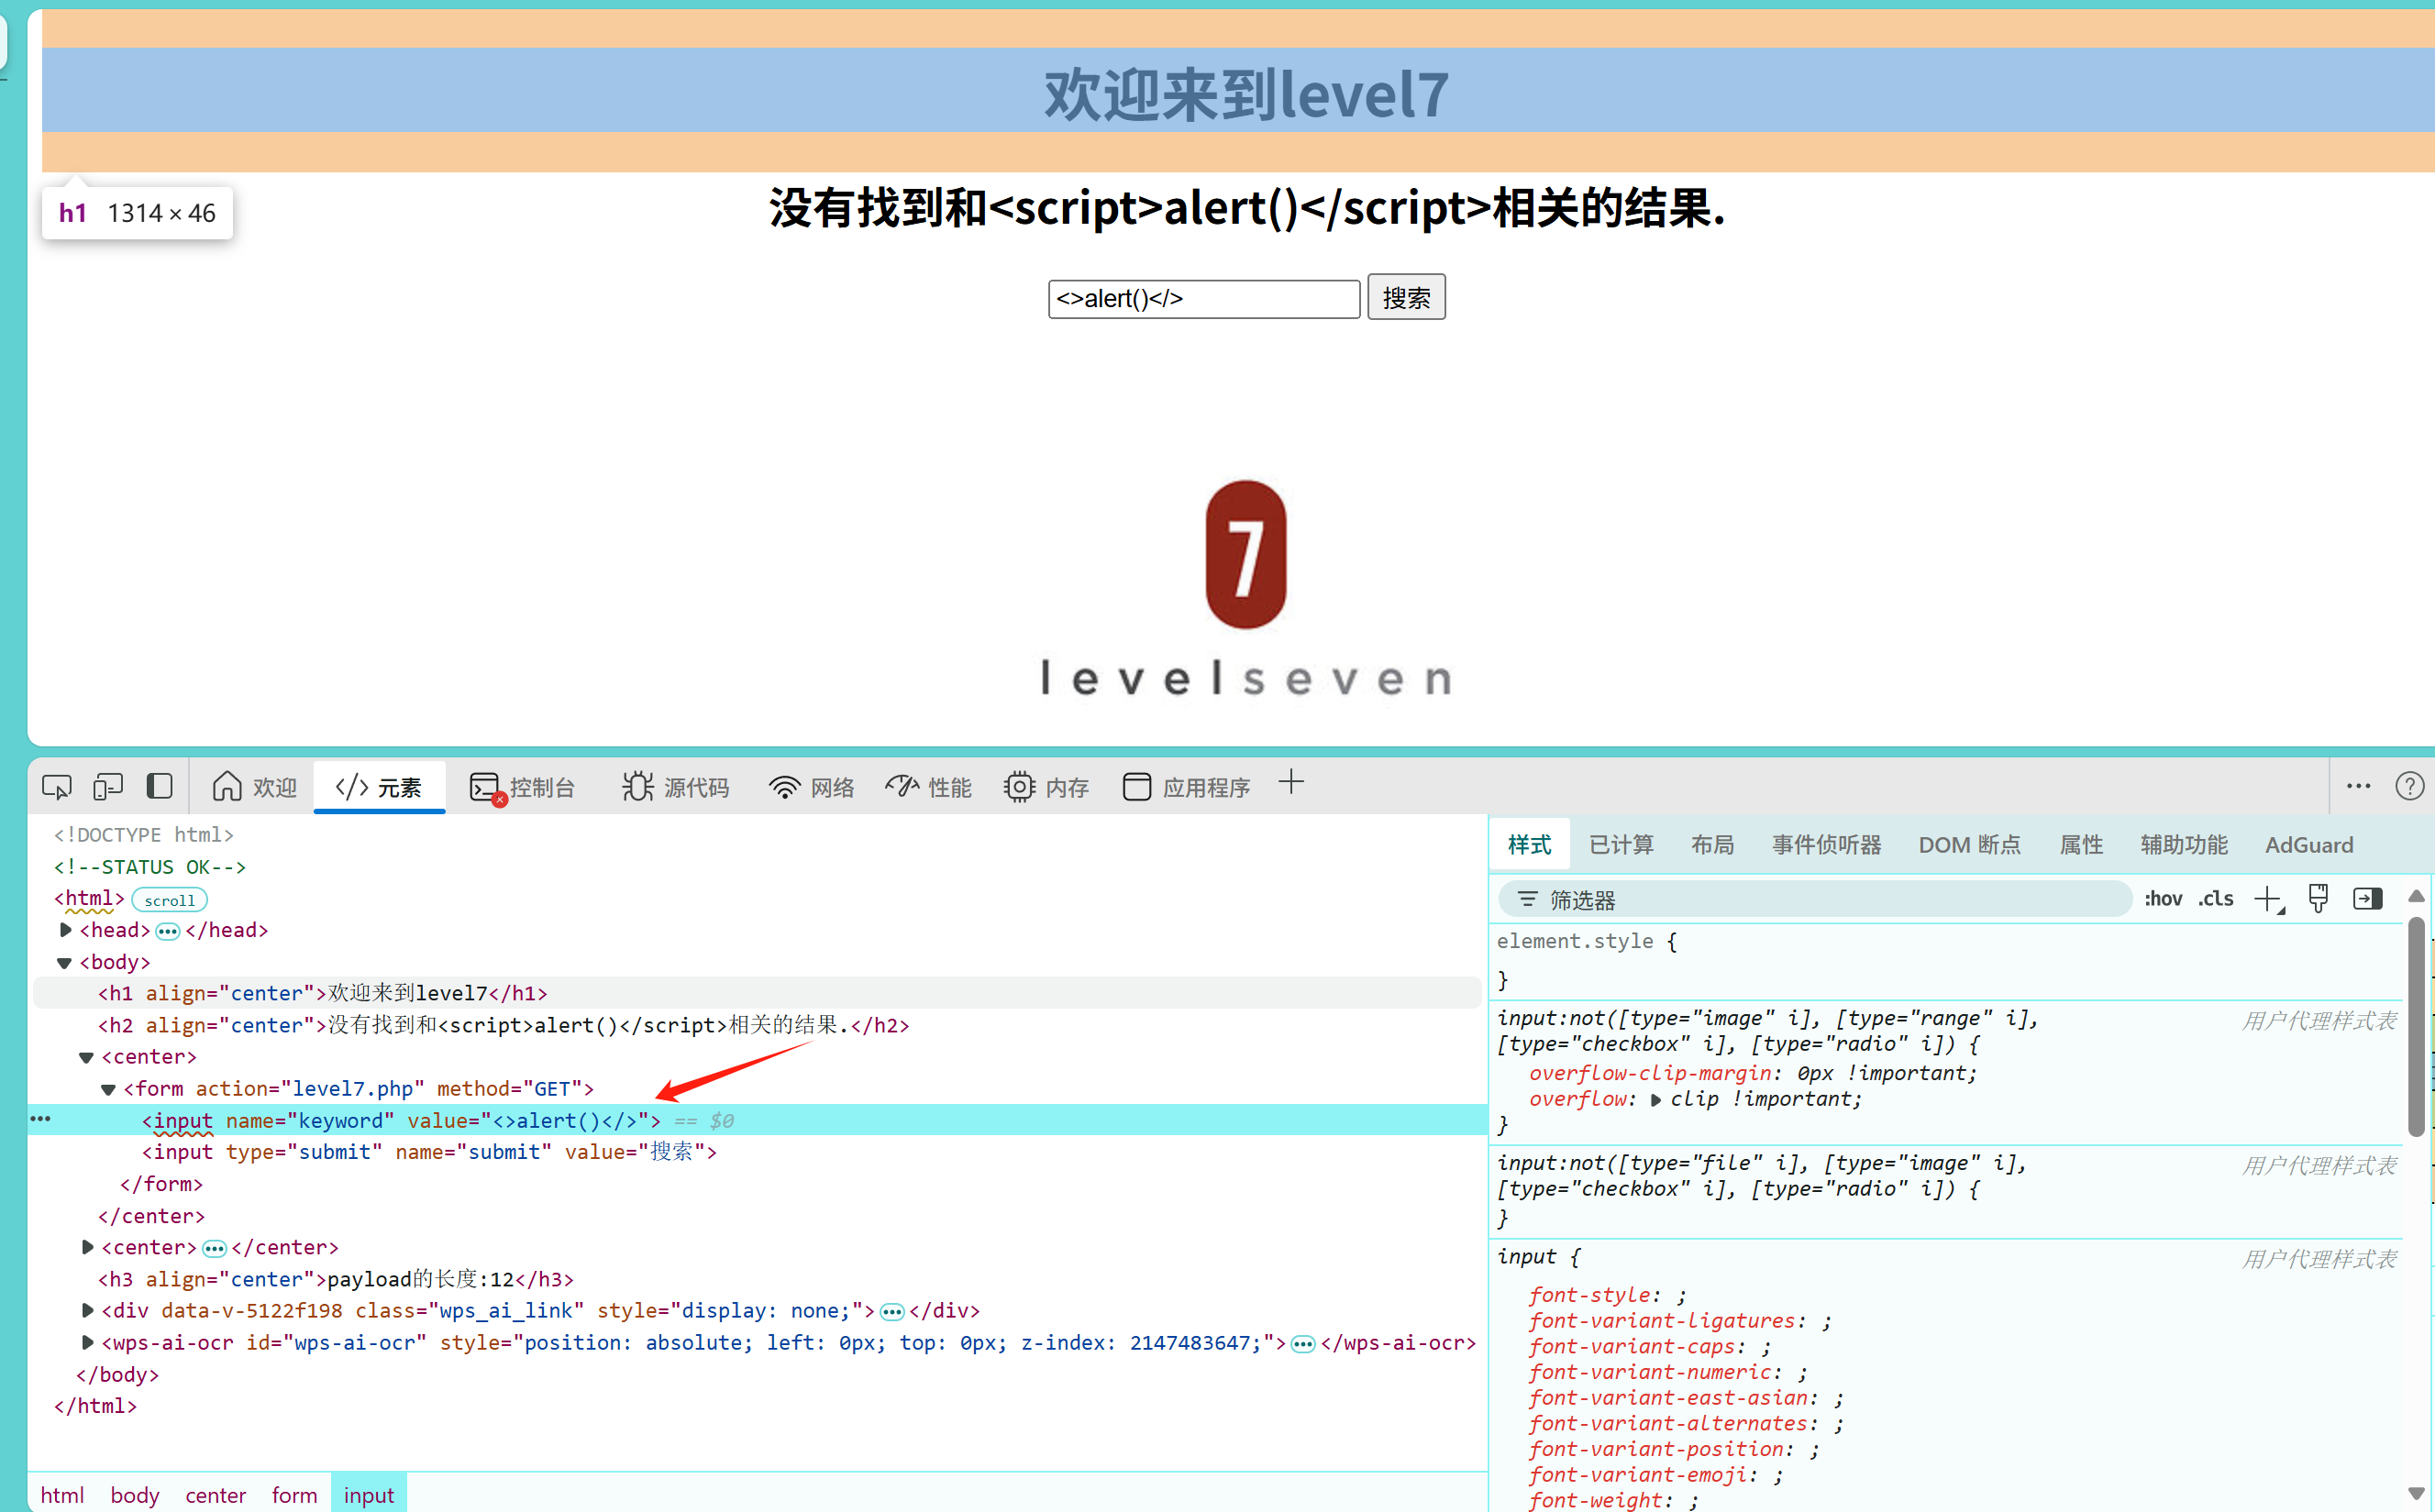 欢迎来到level7
h1 1314 × 46
没有找到和<script>alert()</script>相关的结果.
<>alert()</> 搜索
7
levelseven
欢迎 元素 控制台 源代码 网络 性能 内存 应用程序
<!DOCTYPE html>
<!--STATUS OK-->
<html> scroll
<head> ••• </head>
<body>
<h1 align="center">欢迎来到level7</h1>
<h2 align="center">没有找到和<script>alert()</script>相关的结果.</h2>
<center>
<form action="level7.php" method="GET">
••• <input name="keyword" value="<>alert()</>"> == $0
<input type="submit" name="submit" value="搜索">
</form>
</center>
<center> ••• </center>
<h3 align="center">payload的长度:12</h3>
<div data-v-5122f198 class="wps_ai_link" style="display: none;"> ••• </div>
<wps-ai-ocr id="wps-ai-ocr" style="position: absolute; left: 0px; top: 0px; z-index: 2147483647;"> ••• </wps-ai-ocr>
</body>
</html>
html body center form input
样式 已计算 布局 事件侦听器 DOM 断点 属性 辅助功能 AdGuard
筛选器 :hov .cls
element.style {
}
input:not([type="image" i], [type="range" i], 用户代理样式表
[type="checkbox" i], [type="radio" i]) {
overflow-clip-margin: 0px !important;
overflow: clip !important;
}
input:not([type="file" i], [type="image" i], 用户代理样式表
[type="checkbox" i], [type="radio" i]) {
}
input { 用户代理样式表
font-style: ;
font-variant-ligatures: ;
font-variant-caps: ;
font-variant-numeric: ;
font-variant-east-asian: ;
font-variant-alternates: ;
font-variant-position: ;
font-variant-emoji: ;
font-weight: ;